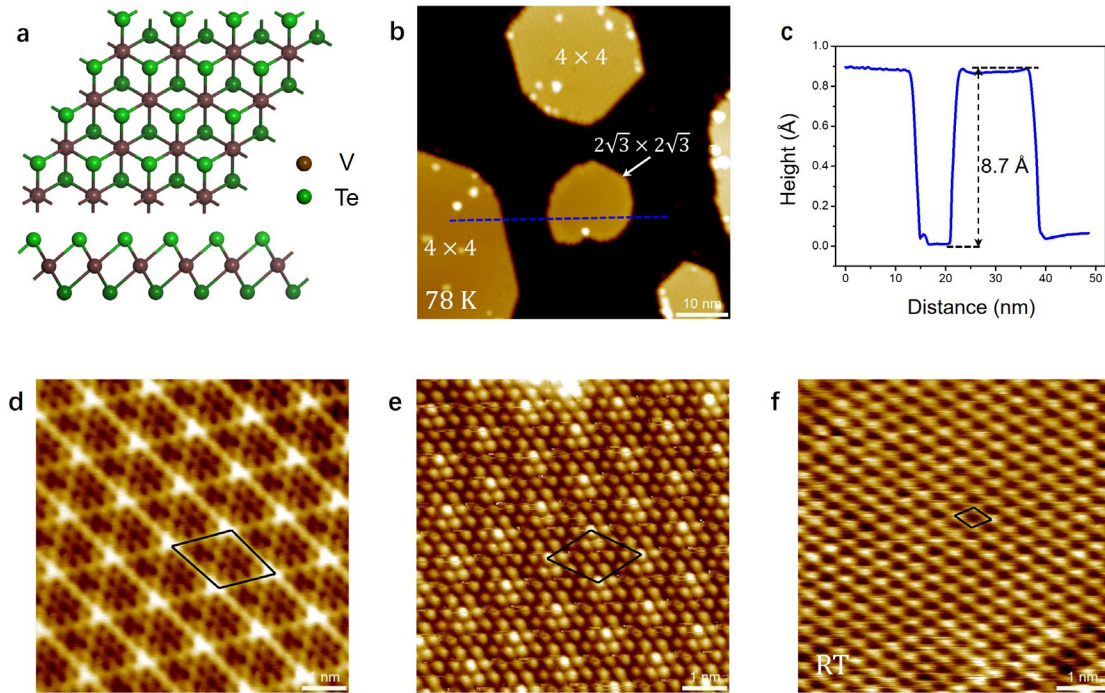 a
V
Te
b
4 × 4
2√3 × 2√3
4 × 4
78 K
10 nm
c
Height (Å)
1.0
0.8
0.6
0.4
0.2
0.0
8.7 Å
0 10 20 30 40 50
Distance (nm)
d
1 nm
e
1 nm
f
RT
1 nm